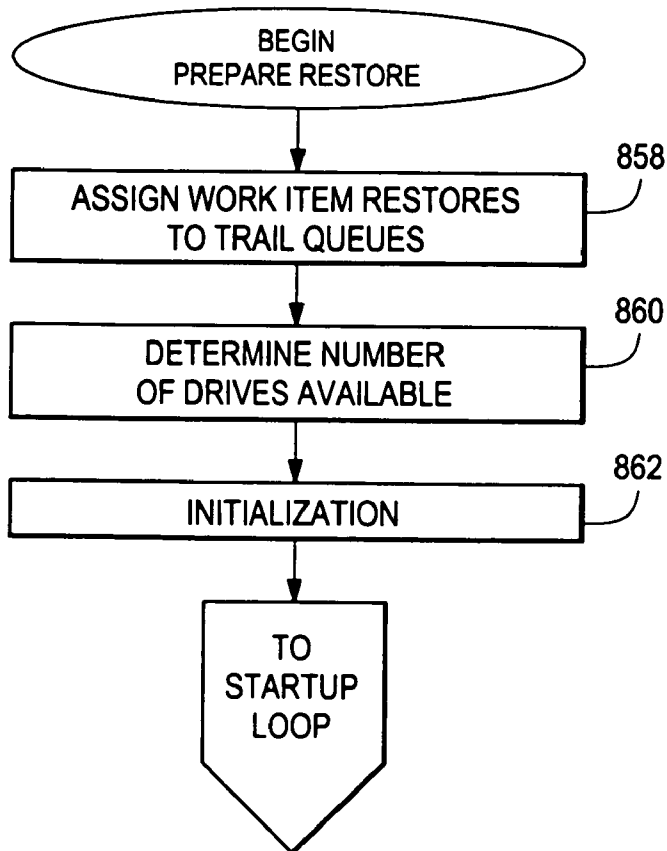 BEGIN
PREPARE RESTORE
858
ASSIGN WORK ITEM RESTORES
TO TRAIL QUEUES
860
DETERMINE NUMBER
OF DRIVES AVAILABLE
862
INITIALIZATION
TO
STARTUP
LOOP